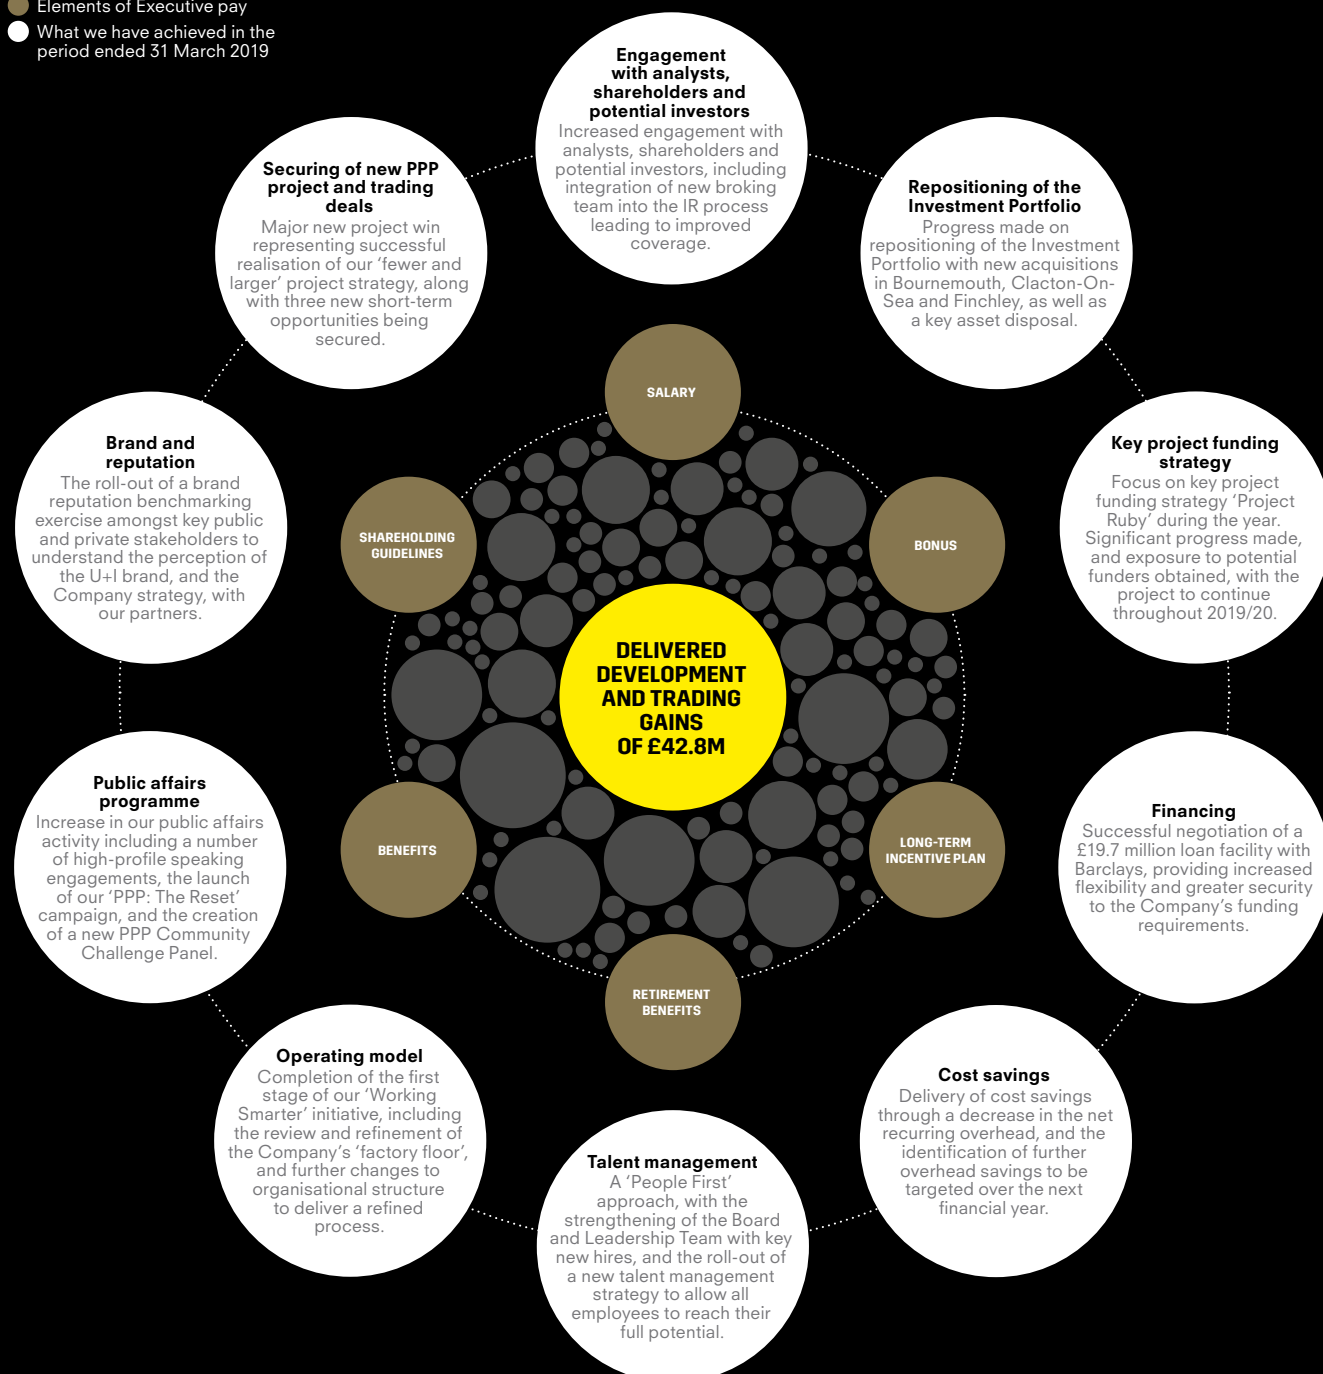 Elements of Executive pay
What we have achieved in the
period ended 31 March 2019
Engagement
with analysts,
shareholders and
potential investors
Increased engagement with
analysts, shareholders and
potential investors, including
integration of new broking
team into the IR process
leading to improved
coverage.
Securing of new PPP
project and trading
deals
Major new project win
representing successful
realisation of our ‘fewer and
larger’ project strategy, along
with three new short-term
opportunities being
secured.
Repositioning of the
Investment Portfolio
Progress made on
repositioning of the Investment
Portfolio with new acquisitions
in Bournemouth, Clacton-On-
Sea and Finchley, as well as
a key asset disposal.
Brand and
reputation
The roll-out of a brand
reputation benchmarking
exercise amongst key public
and private stakeholders to
understand the perception of
the U+I brand, and the
Company strategy, with
our partners.
Key project funding
strategy
Focus on key project
funding strategy ‘Project
Ruby’ during the year.
Significant progress made,
and exposure to potential
funders obtained, with the
project to continue
throughout 2019/20.
SALARY
SHAREHOLDING
GUIDELINES
BONUS
DELIVERED
DEVELOPMENT
AND TRADING
GAINS
OF £42.8M
BENEFITS
LONG-TERM
INCENTIVE PLAN
RETIREMENT
BENEFITS
Public affairs
programme
Increase in our public affairs
activity including a number
of high-profile speaking
engagements, the launch
of our ‘PPP: The Reset’
campaign, and the creation
of a new PPP Community
Challenge Panel.
Financing
Successful negotiation of a
£19.7 million loan facility with
Barclays, providing increased
flexibility and greater security
to the Company’s funding
requirements.
Operating model
Completion of the first
stage of our ‘Working
Smarter’ initiative, including
the review and refinement of
the Company’s ‘factory floor’,
and further changes to
organisational structure
to deliver a refined
process.
Cost savings
Delivery of cost savings
through a decrease in the net
recurring overhead, and the
identification of further
overhead savings to be
targeted over the next
financial year.
Talent management
A ‘People First’
approach, with the
strengthening of the Board
and Leadership Team with key
new hires, and the roll-out of
a new talent management
strategy to allow all
employees to reach their
full potential.